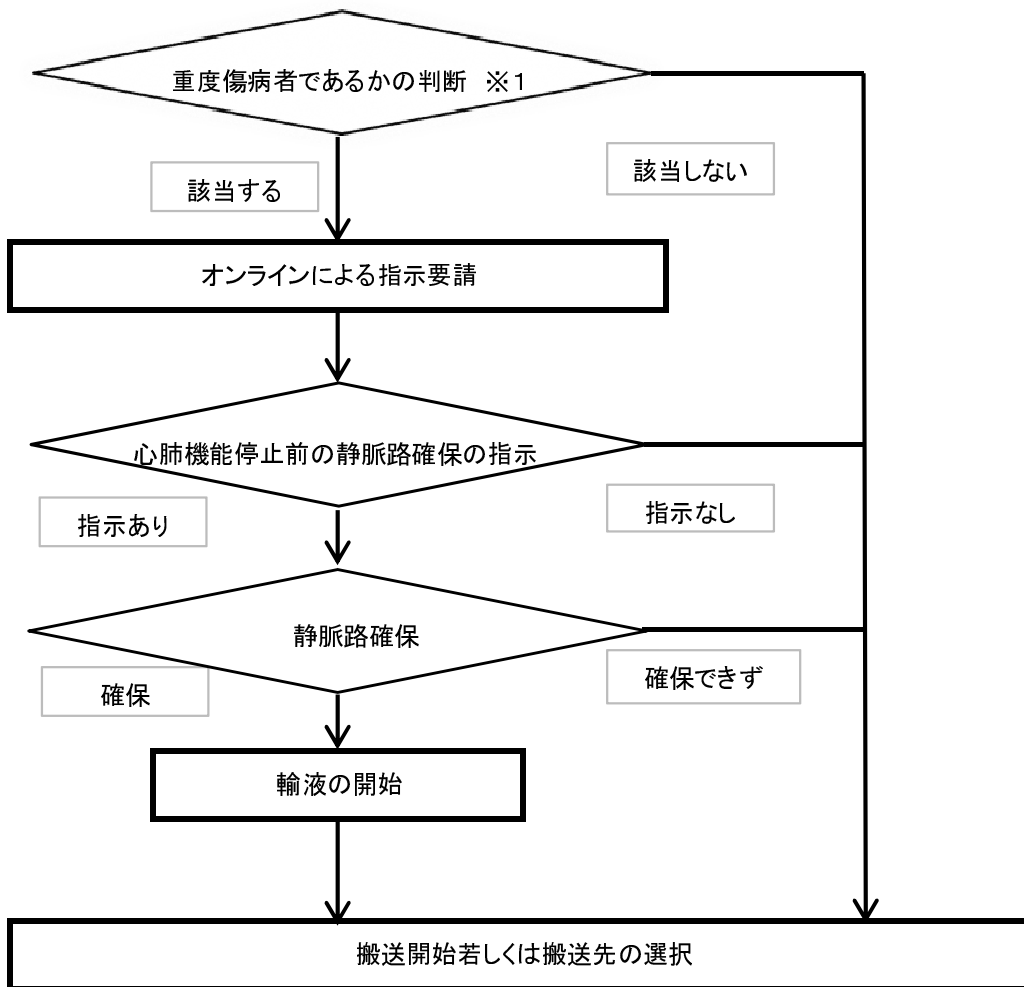 重度傷病者であるかの判断 ※1
該当する
該当しない
オンラインによる指示要請
心肺機能停止前の静脈路確保の指示
指示あり
指示なし
静脈路確保
確保
確保できず
輸液の開始
搬送開始若しくは搬送先の選択